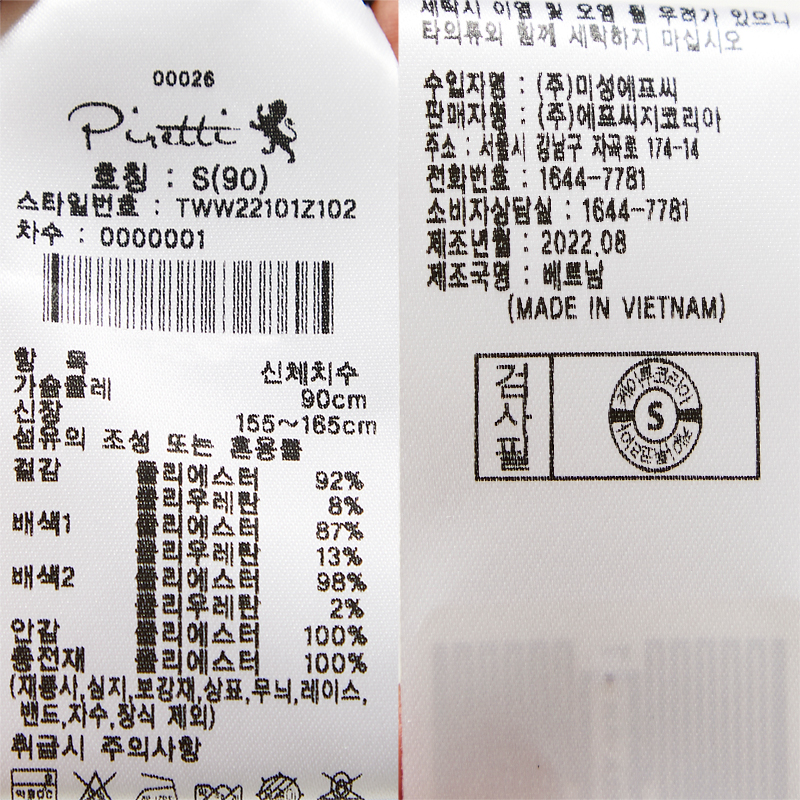 00026
Piretti
호칭 : S(90)
스타일번호 : TWW22101Z102
차수 : 0000001
항 목 신체치수
가슴둘레 90cm
신장 155~165cm
섬유의 조성 또는 혼용률
겉감 폴리에스터 92%
폴리우레탄 8%
배색1 폴리에스터 87%
폴리우레탄 13%
배색2 폴리에스터 98%
폴리우레탄 2%
안감 폴리에스터 100%
충전재 폴리에스터 100%
(재봉사,심지,보강재,상표,무늬,레이스,
밴드,자수,장식 제외)
취급시 주의사항
세탁시 이염 및 오염 될 우려가 있으니
타의류와 함께 세탁하지 마십시오
수입자명 : (주)미성에프씨
판매자명 : (주)에프씨지코리아
주소 : 서울시 강남구 자곡로 174-14
전화번호 : 1644-7781
소비자상담실 : 1644-7781
제조년월 : 2022.08
제조국명 : 베트남
(MADE IN VIETNAM)
검사필
S